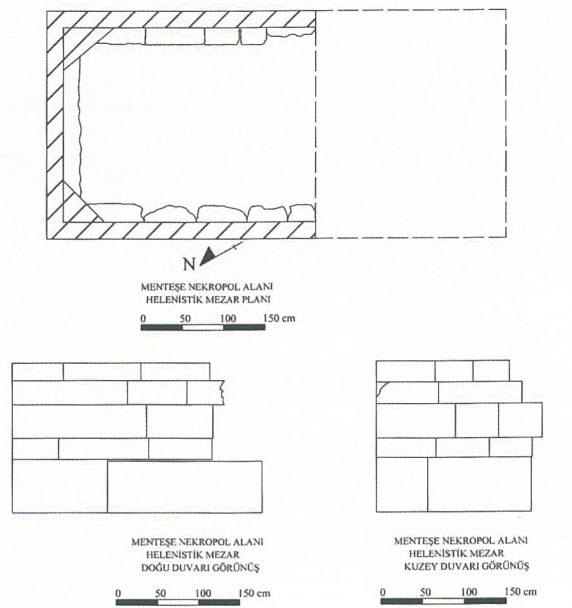 N
MENTEŞE NEKROPOL ALANI
HELENİSTİK MEZAR PLANI
0 50 100 150 cm
MENTEŞE NEKROPOL ALANI
HELENİSTİK MEZAR
DOĞU DUVARI GÖRÜNÜŞ
0 50 100 150 cm
MENTEŞE NEKROPOL ALANI
HELENİSTİK MEZAR
KUZEY DUVARI GÖRÜNÜŞ
0 50 100 150 cm